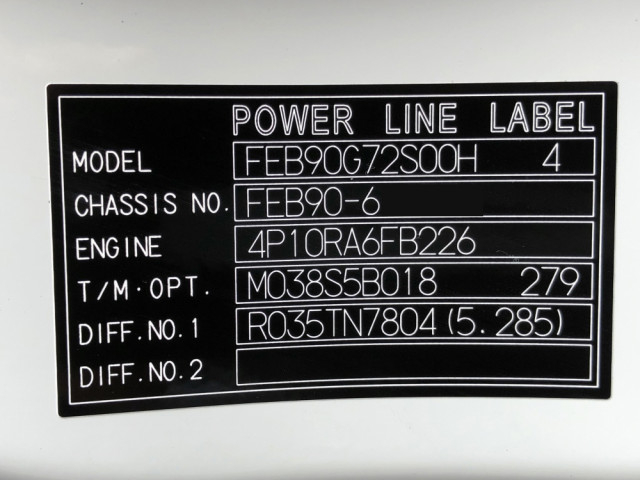 POWER LINE LABEL
MODEL FEB90G72S00H 4
CHASSIS NO. FEB90-6
ENGINE 4P10RA6FB226
T/M·OPT. M038S5B018 279
DIFF.NO.1 R035TN7804(5.285)
DIFF.NO.2